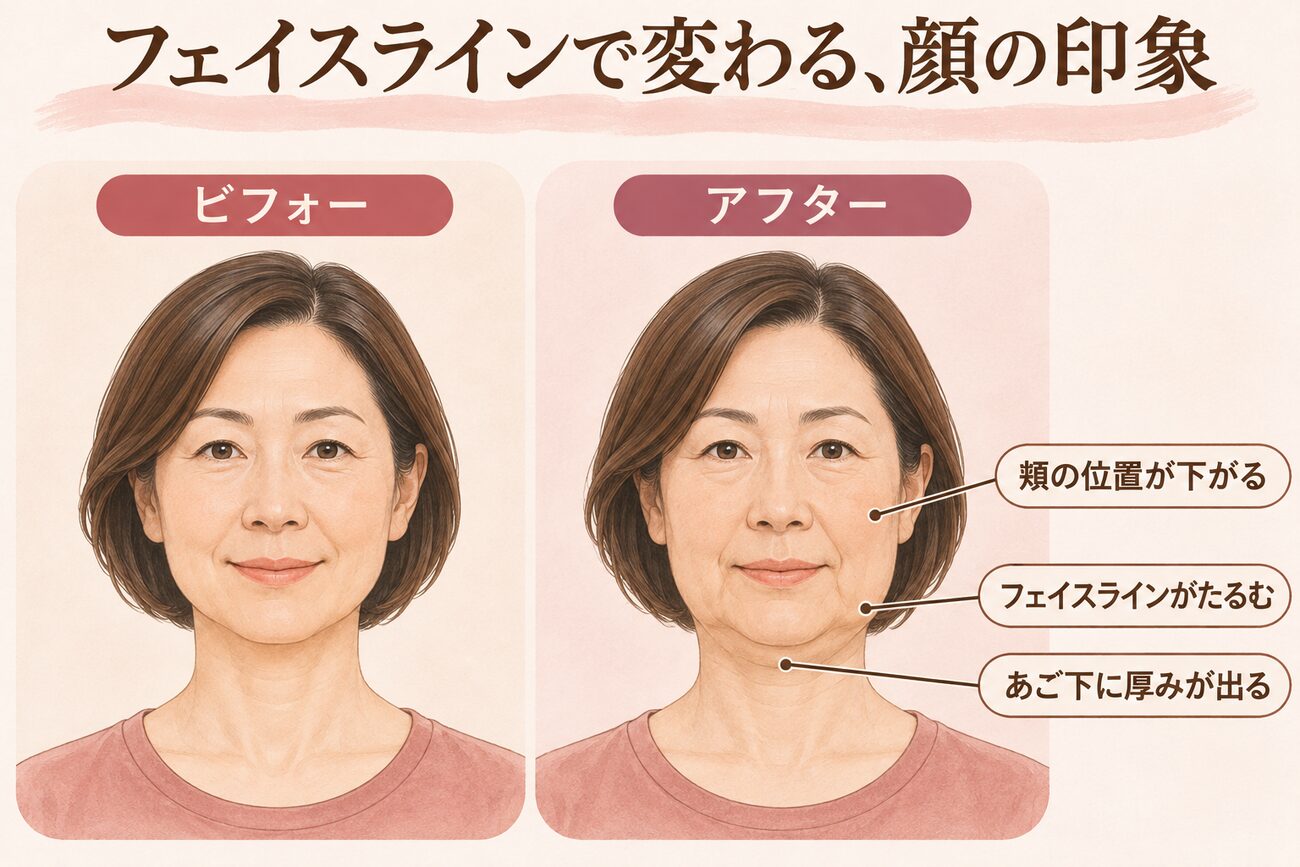 フェイスラインで変わる、顔の印象
ビフォー
アフター
頬の位置が下がる
フェイスラインがたるむ
あご下に厚みが出る